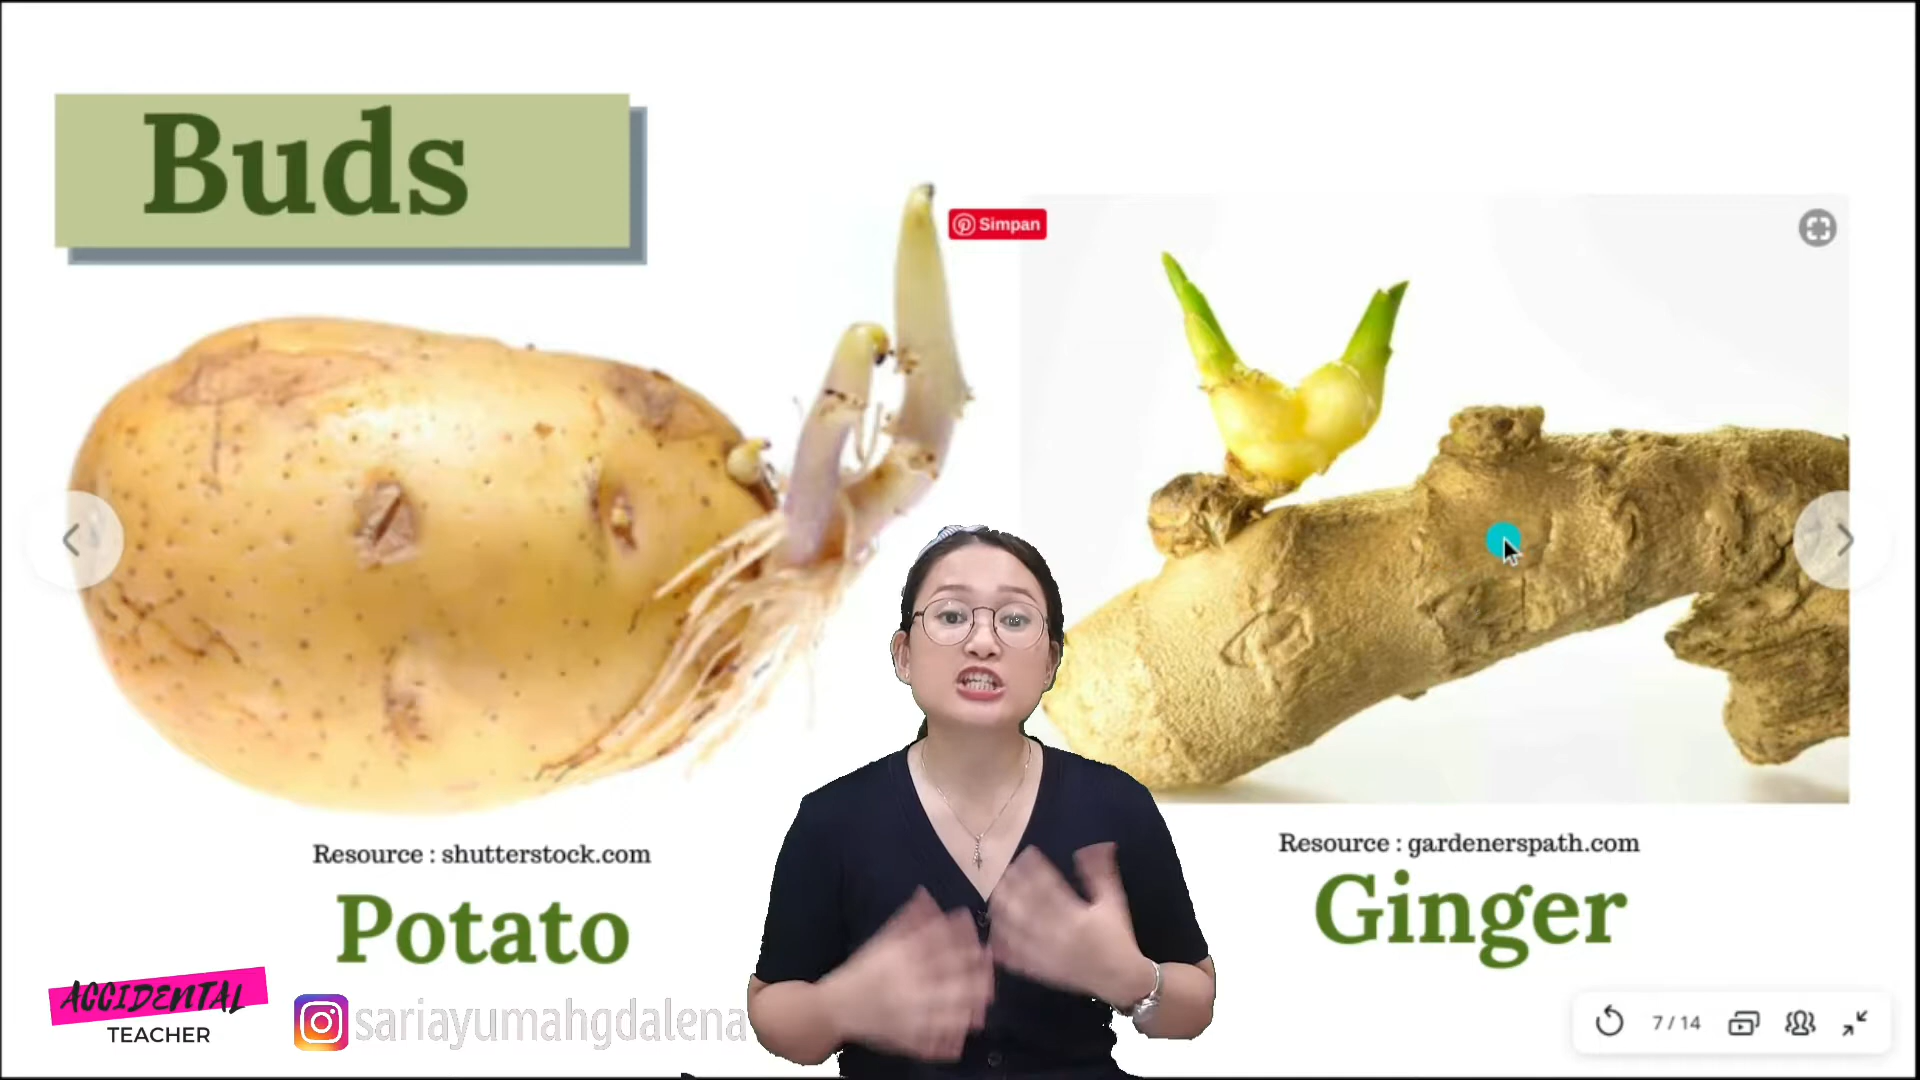 Buds
Simpan
Resource : shutterstock.com
Potato
Resource : gardenerspath.com
Ginger
ACCIDENTAL
TEACHER
sariayumahgdalena
7 / 14